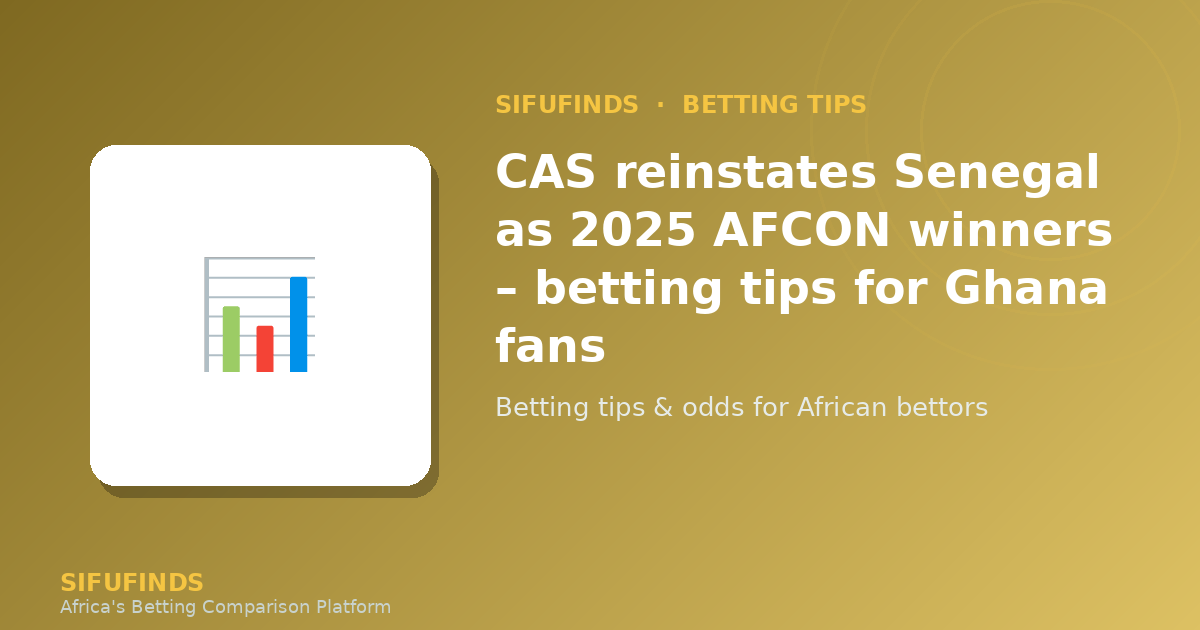 SIFUFINDS · BETTING TIPS
CAS reinstates Senegal
as 2025 AFCON winners
– betting tips for Ghana
fans
Betting tips & odds for African bettors
SIFUFINDS
Africa's Betting Comparison Platform